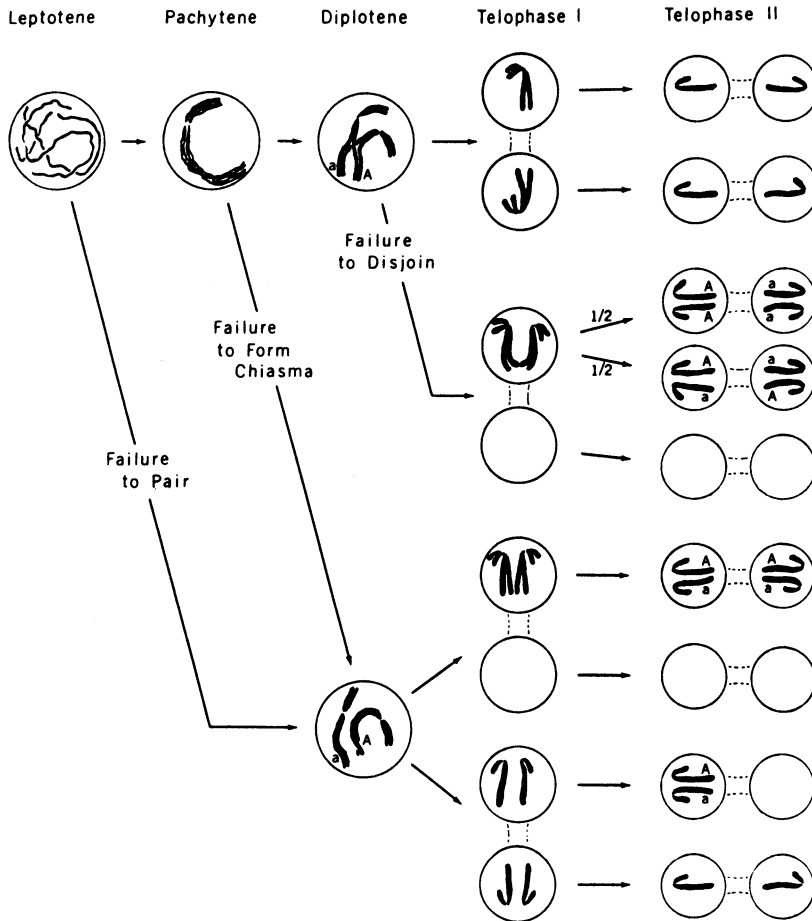 Leptotene Pachytene Diplotene Telophase I Telophase II
a A
Failure
to Disjoin
A a
1/2
A a
Failure
to Form
Chiasma
1/2
A a
a A
Failure
to Pair
A A
a a
A
a
A
a